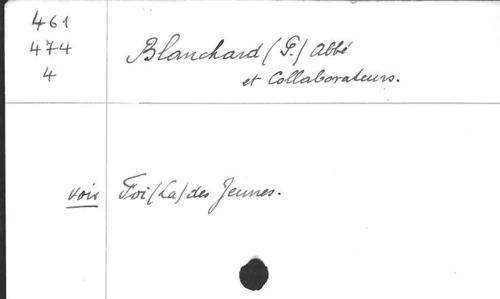 461
474
4
Blanchard (P.) Abbé
et Collaborateurs.
voir Foi (La) des Jeunes.